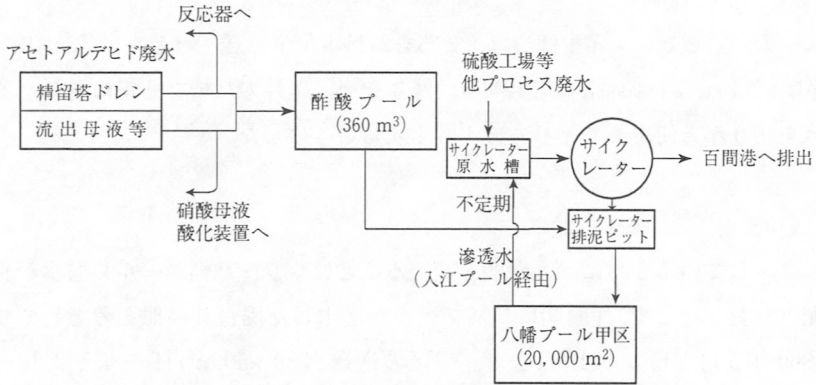 反応器へ
アセトアルデヒド廃水
精留塔ドレン
流出母液等
硝酸母液
酸化装置へ
酢酸プール
(360 m³)
硫酸工場等
他プロセス廃水
サイクレーター
原水槽
サイク
レーター
百間港へ排出
不定期
サイクレーター
排泥ピット
滲透水
(入江プール経由)
八幡プール甲区
(20,000 m²)